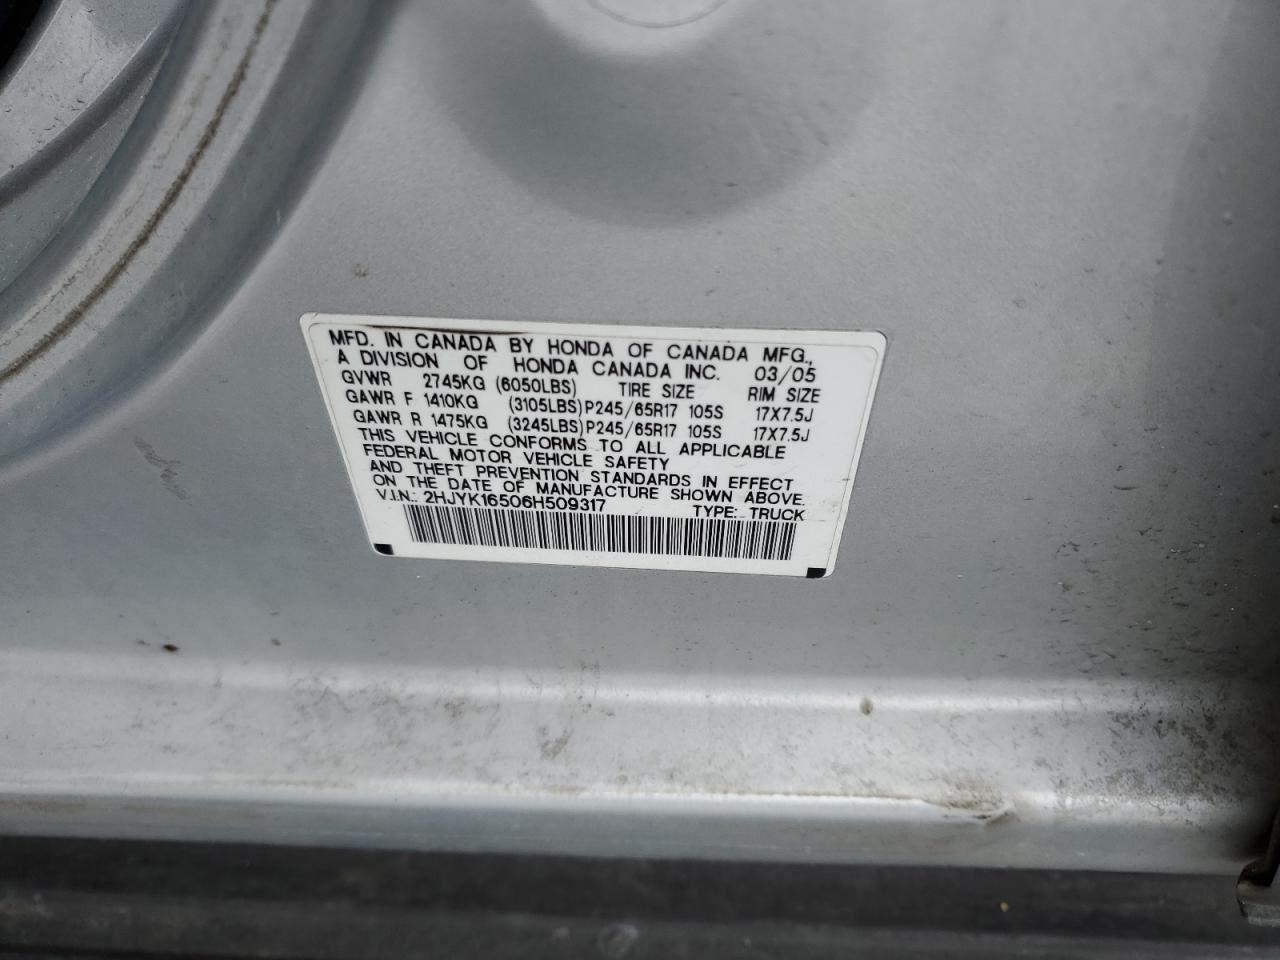 MFD. IN CANADA BY HONDA OF CANADA MFG.,
A DIVISION OF HONDA CANADA INC. 03/05
GVWR 2745KG (6050LBS) TIRE SIZE RIM SIZE
GAWR F 1410KG (3105LBS) P245/65R17 105S 17X7.5J
GAWR R 1475KG (3245LBS) P245/65R17 105S 17X7.5J
THIS VEHICLE CONFORMS TO ALL APPLICABLE
FEDERAL MOTOR VEHICLE SAFETY
AND THEFT PREVENTION STANDARDS IN EFFECT
ON THE DATE OF MANUFACTURE SHOWN ABOVE.
V.I.N.: 2HJYK16506H509317 TYPE: TRUCK